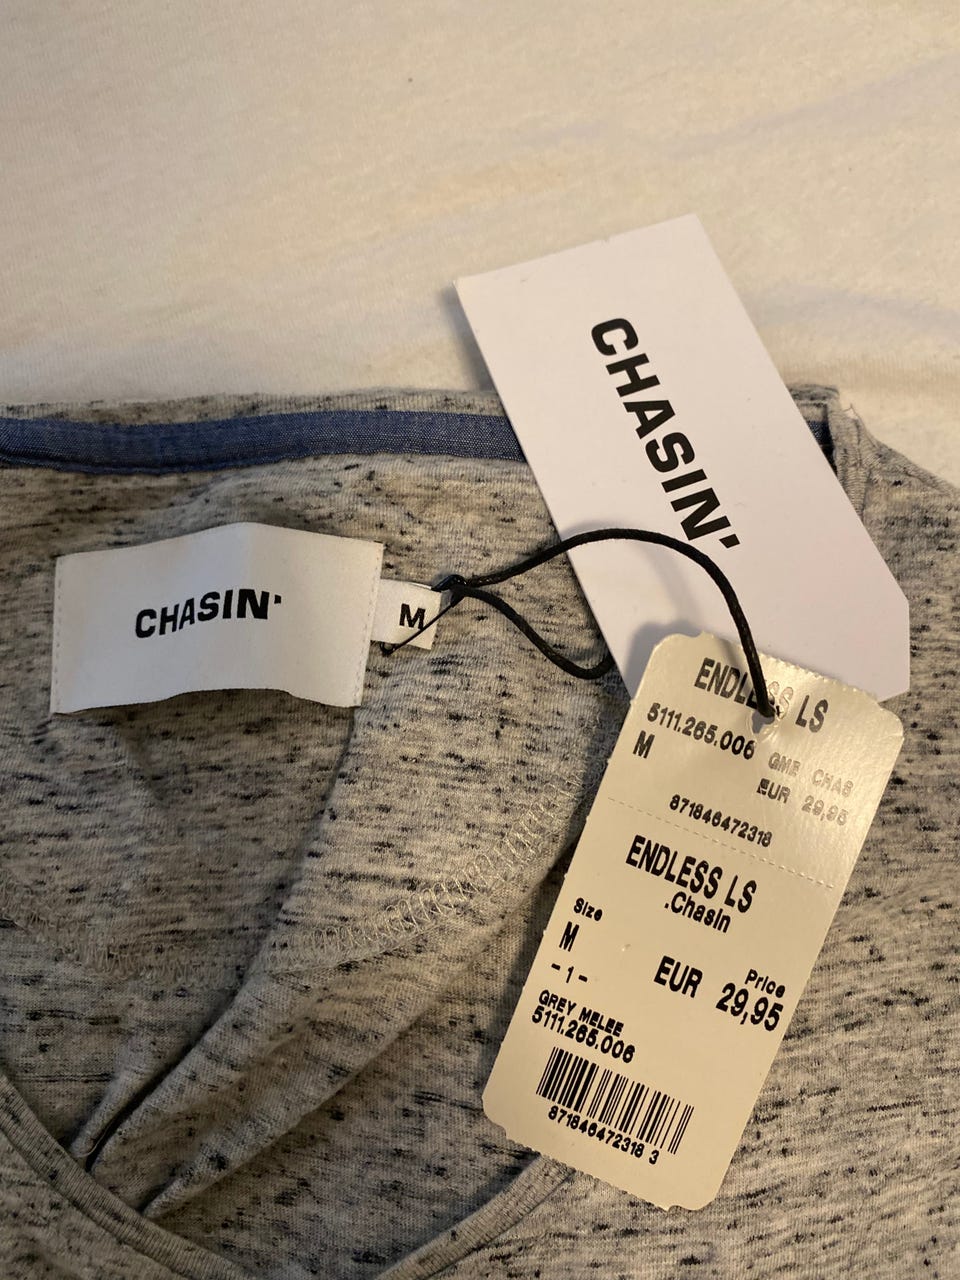 CHASIN'
CHASIN'
M
ENDLESS LS
5111.265.006
M
GME CHAS
EUR 29,95
871846472318
ENDLESS LS
.Chasin
Size
M
-1-
Price
EUR 29,95
GREY MELEE
5111.265.006
871846472318 3